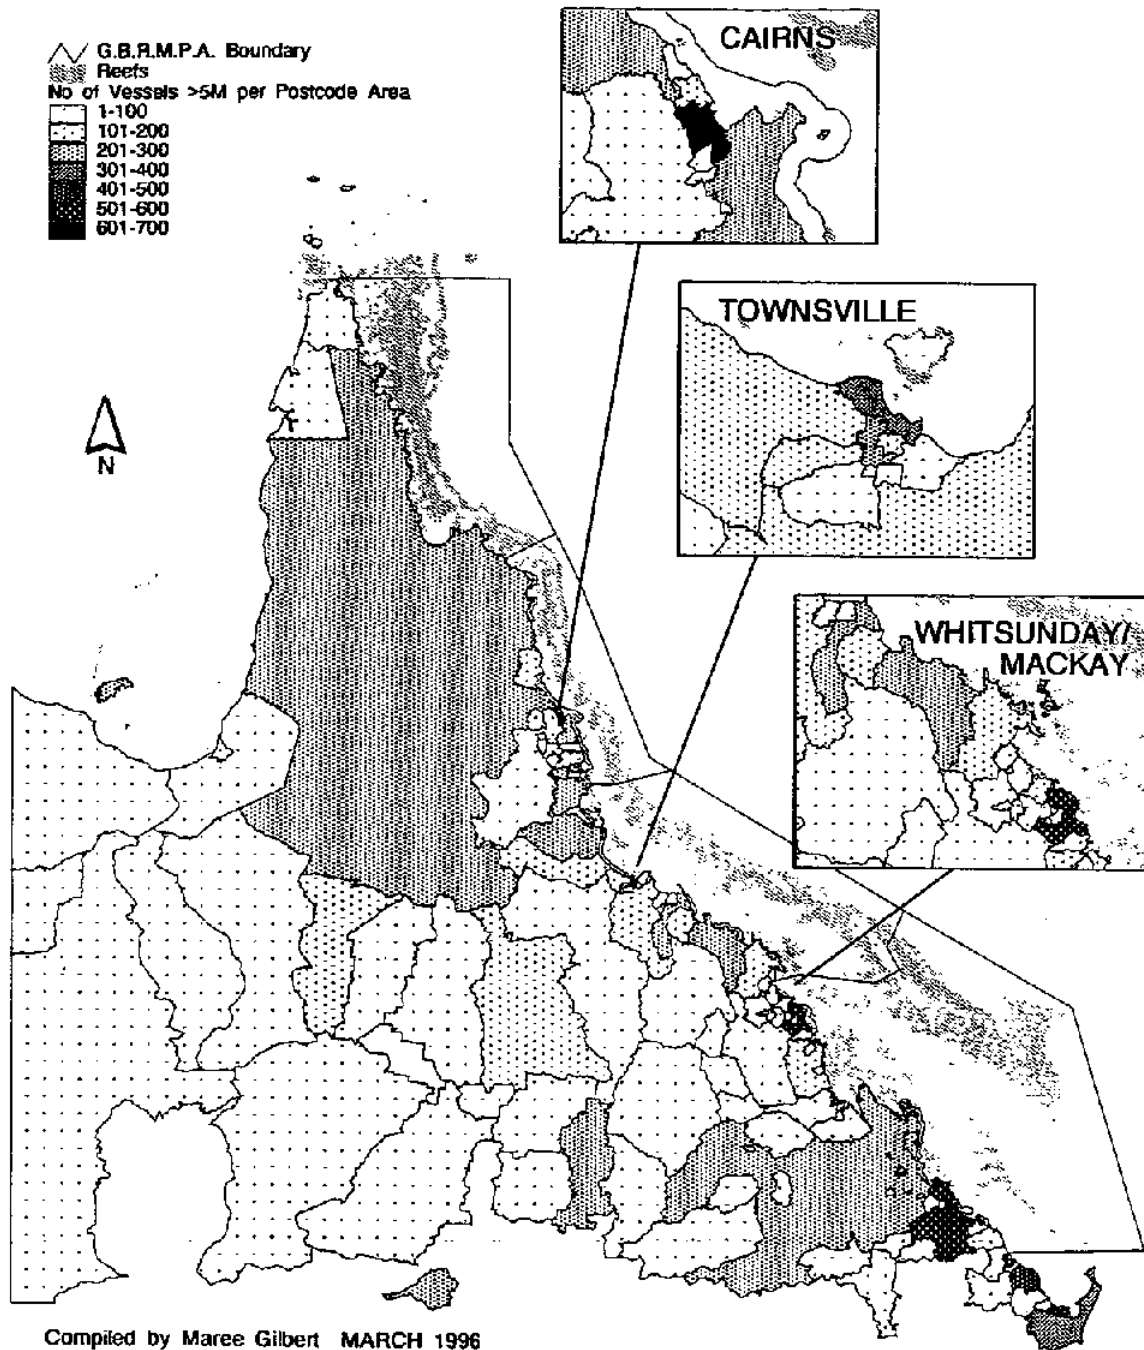 G.B.R.M.P.A. Boundary
Reefs
No of Vessels >5M per Postcode Area
1-100
101-200
201-300
301-400
401-500
501-600
601-700
CAIRNS
TOWNSVILLE
N
WHITSUNDAY/
MACKAY
Compiled by Maree Gilbert MARCH 1996